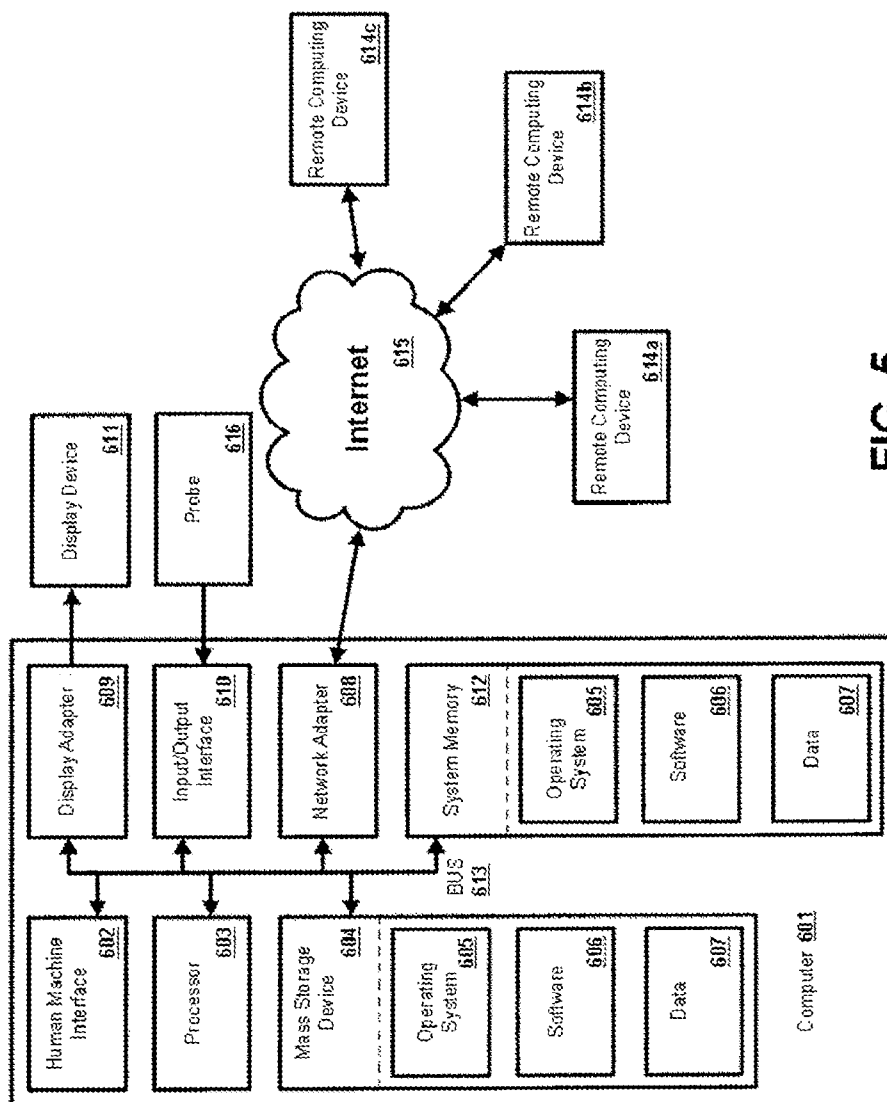 Human Machine
Interface
602
Processor
603
Mass Storage
Device
604
Operating
System
605
Software
606
Data
607
Computer 601
BUS
613
Display Adapter
609
Input/Output
Interface
610
Network Adapter
608
System Memory
612
Operating
System
605
Software
606
Data
607
Display Device
611
Probe
616
Internet
615
Remote Computing
Device
614a
Remote Computing
Device
614b
Remote Computing
Device
614c